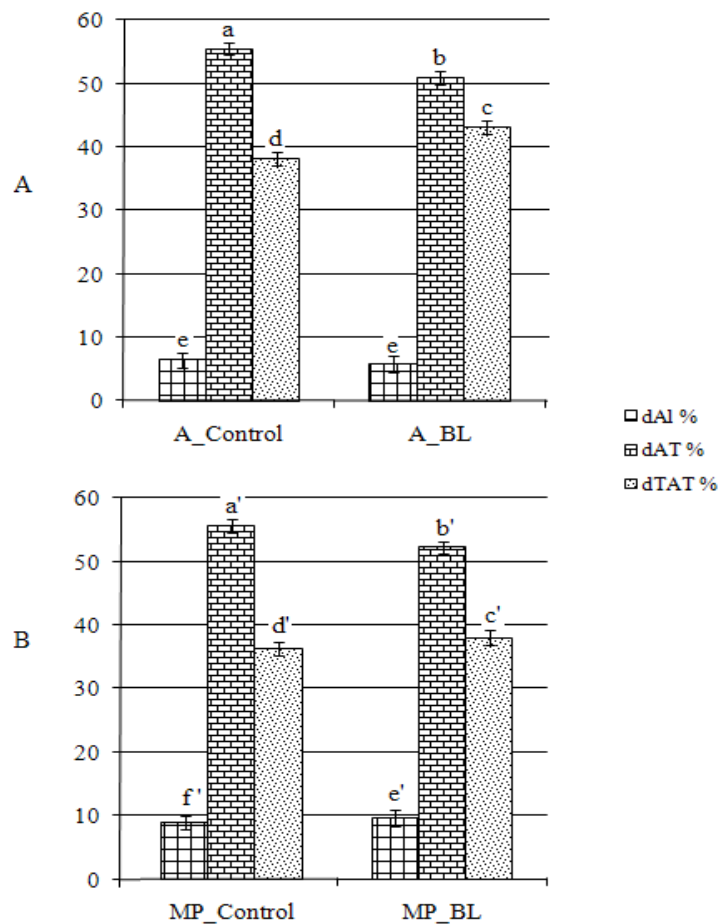 60
a
50
b
c
40
d
A
30
20
10
e
e
0
A_Control
A_BL
dAl %
dAT %
dTAT %
60
a'
b'
50
40
d'
c'
B
30
20
10
f '
e'
0
MP_Control
MP_BL